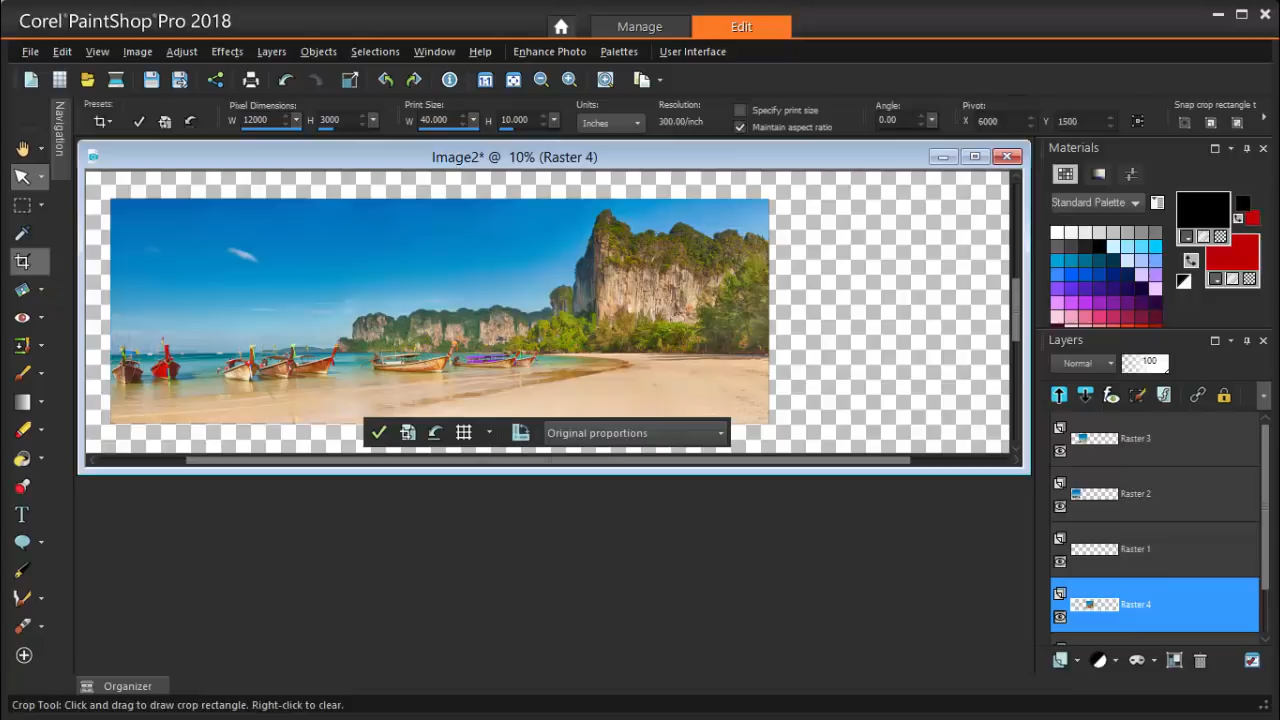 Corel® PaintShop® Pro 2018
Manage
Edit
File Edit View Image Adjust Effects Layers Objects Selections Window Help Enhance Photo Palettes User Interface
Presets: Pixel Dimensions: Print Size: Units: Resolution: Specify print size Angle: Pivot: Snap crop rectangle t
W 12000 H 3000 W 40.000 H 10.000 Inches 300.00/inch Maintain aspect ratio 0.00 X 6000 Y 1500
Navigation
Image2* @ 10% (Raster 4)
Original proportions
Materials
Standard Palette
Layers
Normal 100
Raster 3
Raster 2
Raster 1
Raster 4
Organizer
Crop Tool: Click and drag to draw crop rectangle. Right-click to clear.